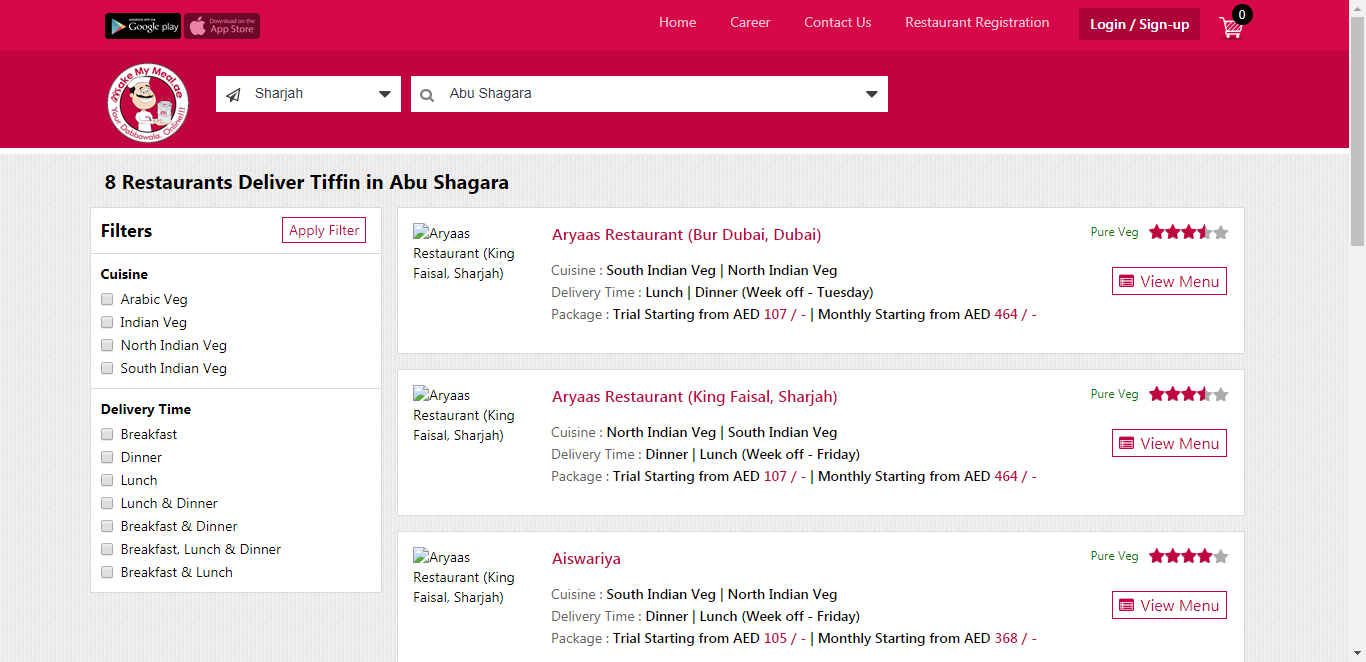 ANDROID APP ON
Google play
Download on the
App Store
Home
Career
Contact Us
Restaurant Registration
Login / Sign-up
0
Make My Meal.ae
Your Dabbawala, Online!!!
Sharjah
Abu Shagara
8 Restaurants Deliver Tiffin in Abu Shagara
Filters
Apply Filter
Cuisine
Arabic Veg
Indian Veg
North Indian Veg
South Indian Veg
Delivery Time
Breakfast
Dinner
Lunch
Lunch & Dinner
Breakfast & Dinner
Breakfast, Lunch & Dinner
Breakfast & Lunch
Aryaas
Restaurant (King
Faisal, Sharjah)
Aryaas Restaurant (Bur Dubai, Dubai)
Cuisine : South Indian Veg | North Indian Veg
Delivery Time : Lunch | Dinner (Week off - Tuesday)
Package : Trial Starting from AED 107 / - | Monthly Starting from AED 464 / -
Pure Veg
View Menu
Aryaas
Restaurant (King
Faisal, Sharjah)
Aryaas Restaurant (King Faisal, Sharjah)
Cuisine : North Indian Veg | South Indian Veg
Delivery Time : Dinner | Lunch (Week off - Friday)
Package : Trial Starting from AED 107 / - | Monthly Starting from AED 464 / -
Pure Veg
View Menu
Aryaas
Restaurant (King
Faisal, Sharjah)
Aiswariya
Cuisine : South Indian Veg | North Indian Veg
Delivery Time : Dinner | Lunch (Week off - Friday)
Package : Trial Starting from AED 105 / - | Monthly Starting from AED 368 / -
Pure Veg
View Menu